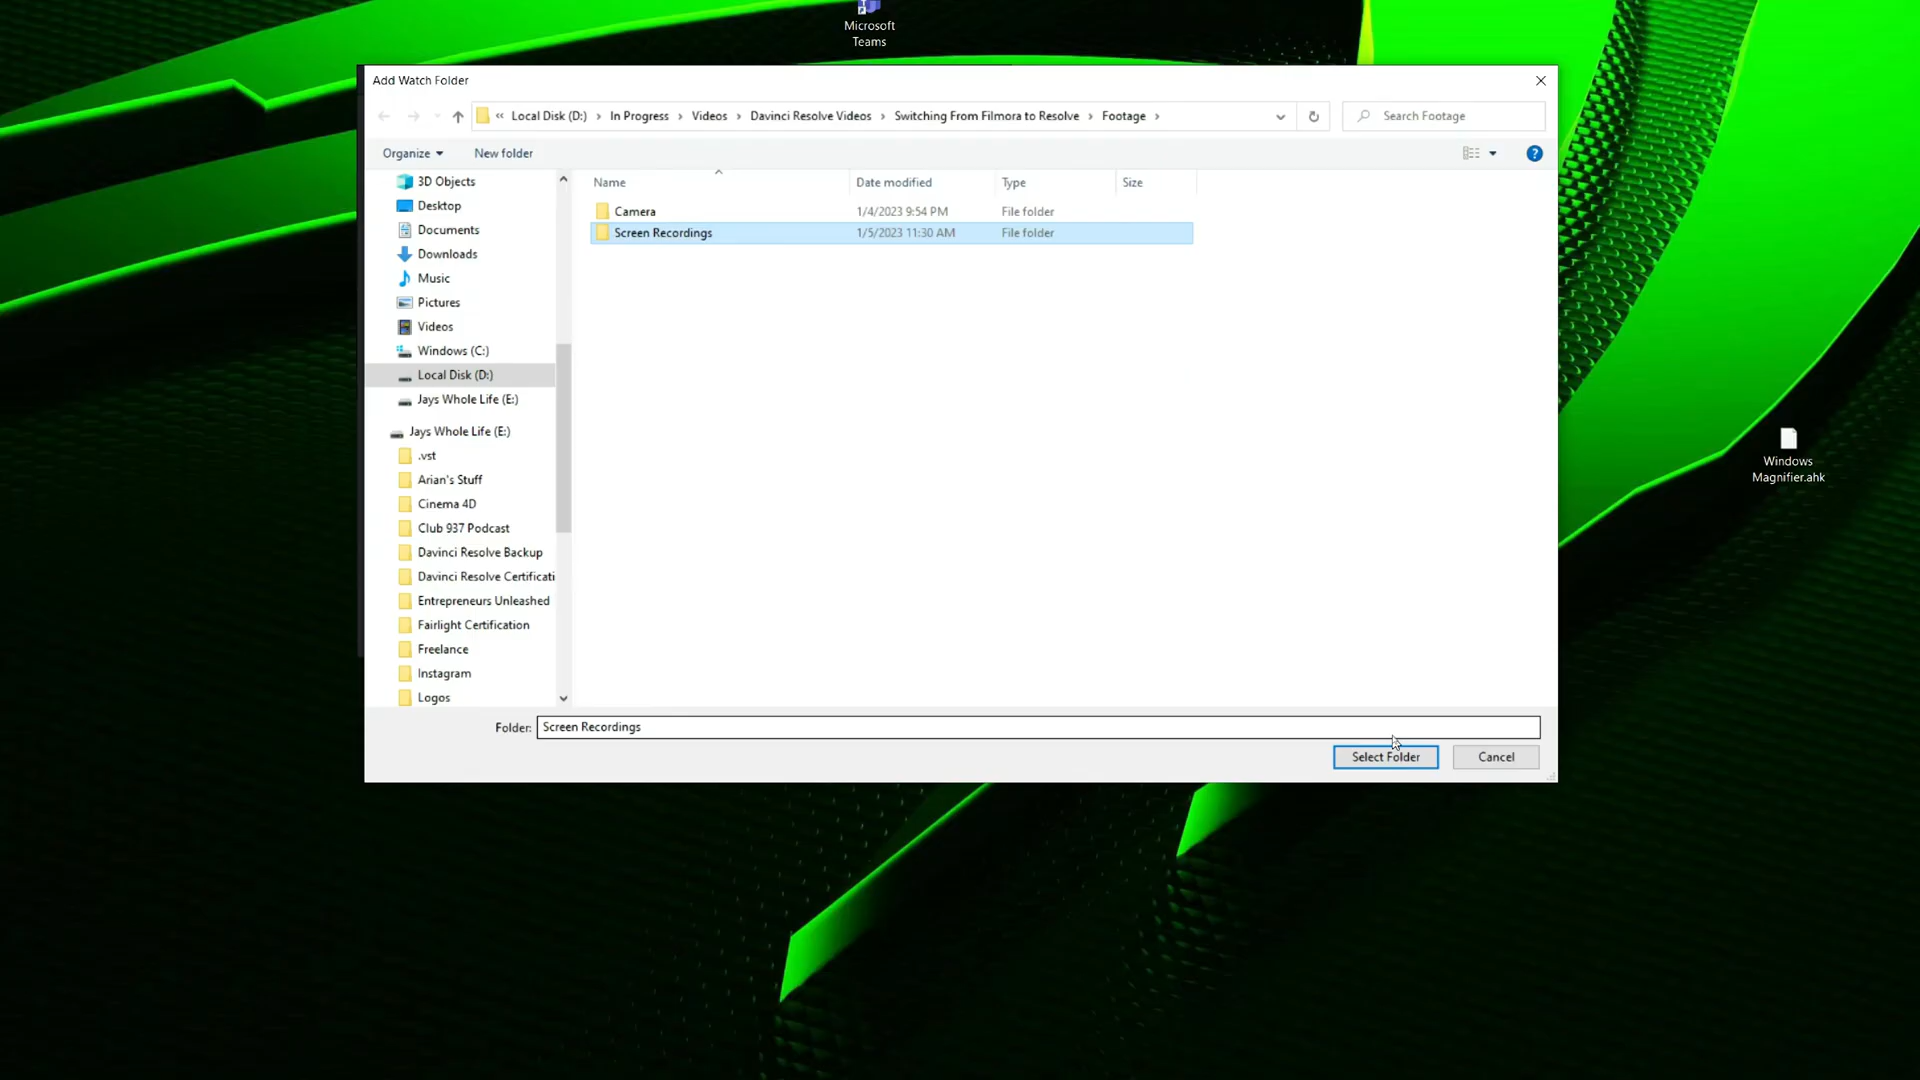 Microsoft
Teams
Add Watch Folder
« Local Disk (D:) › In Progress › Videos › Davinci Resolve Videos › Switching From Filmora to Resolve › Footage ›
Search Footage
Organize
New folder
3D Objects
Desktop
Documents
Downloads
Music
Pictures
Videos
Windows (C:)
Local Disk (D:)
Jays Whole Life (E:)
Jays Whole Life (E:)
.vst
Arian's Stuff
Cinema 4D
Club 937 Podcast
Davinci Resolve Backup
Davinci Resolve Certificati
Entrepreneurs Unleashed
Fairlight Certification
Freelance
Instagram
Logos
Name Date modified Type Size
Camera 1/4/2023 9:54 PM File folder
Screen Recordings 1/5/2023 11:30 AM File folder
Folder: Screen Recordings
Select Folder
Cancel
Windows
Magnifier.ahk